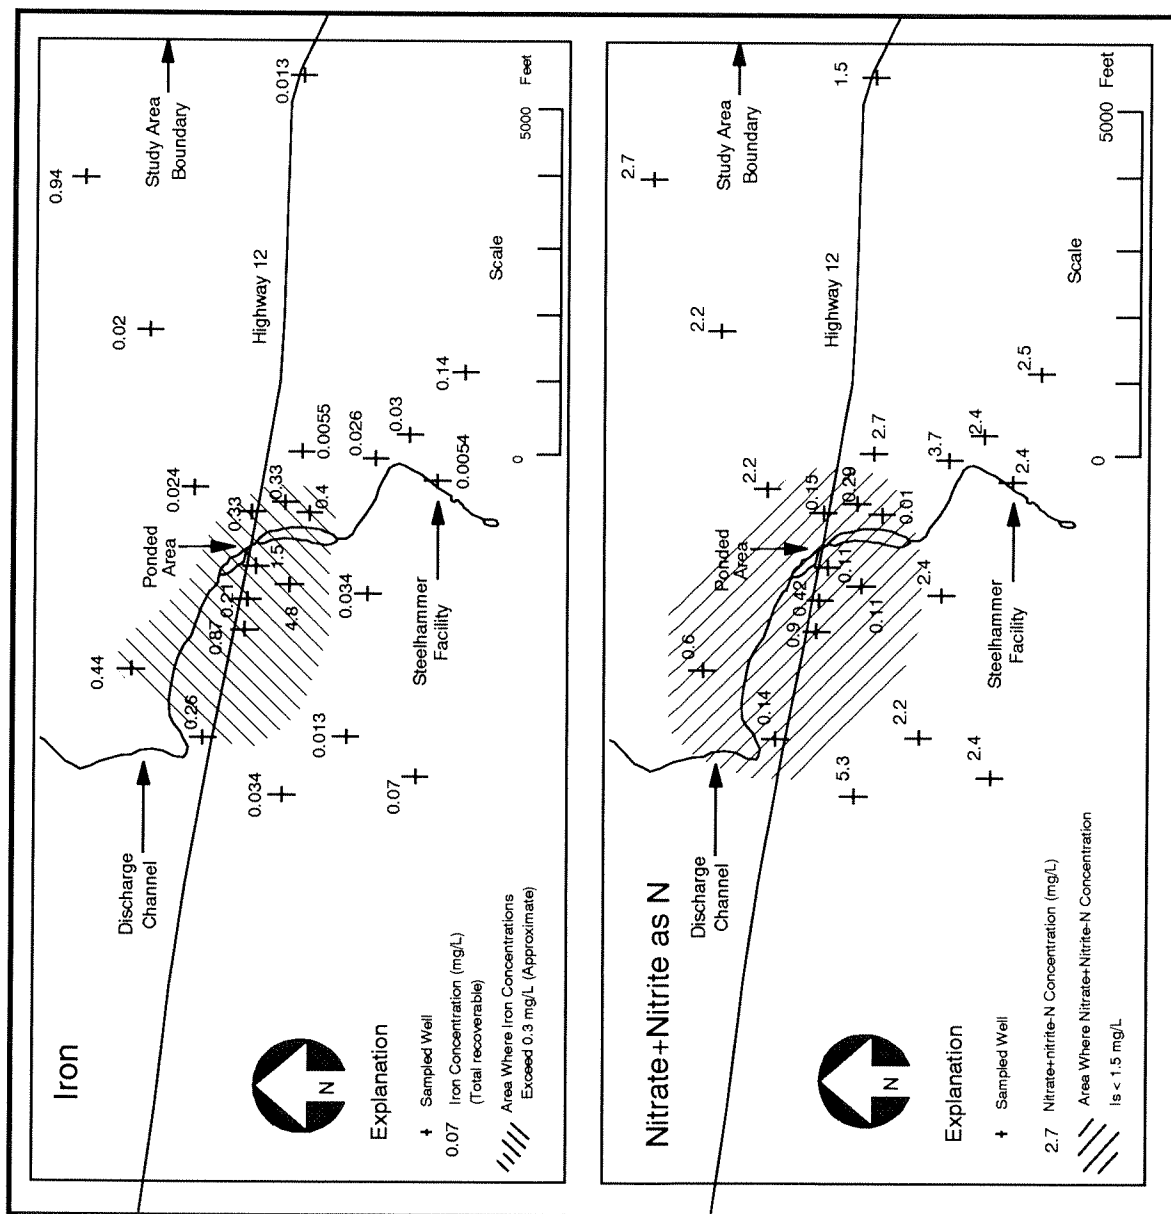 Iron
0.94
0.02
0.013
Study Area
Boundary
Highway 12
0.024
0.0055
0.33
0.33
0.4
Ponded
Area
1.5
0.21
0.87
4.8
0.034
0.44
0.26
0.013
0.034
0.07
0.026
0.03
0.14
0.0054
Steelhammer
Facility
Discharge
Channel
Scale
0
5000
Feet
N
Explanation
+ Sampled Well
0.07 Iron Concentration (mg/L)
(Total recoverable)
Area Where Iron Concentrations
Exceed 0.3 mg/L (Approximate)
Nitrate+Nitrite as N
2.7
2.2
1.5
Study Area
Boundary
Highway 12
2.2
2.7
0.15
0.29
0.01
Ponded
Area
0.11
0.42
0.9
0.11
2.4
0.6
0.14
2.2
5.3
2.4
3.7
2.4
2.5
2.4
Steelhammer
Facility
Discharge
Channel
Scale
0
5000 Feet
N
Explanation
+ Sampled Well
2.7 Nitrate+nitrite-N Concentration (mg/L)
Area Where Nitrate+Nitrite-N Concentration
Is < 1.5 mg/L